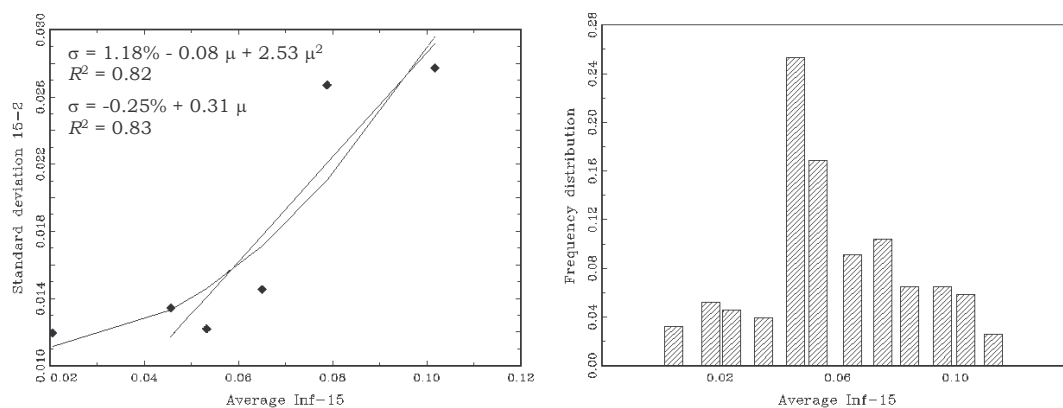 σ = 1.18% - 0.08 μ + 2.53 μ²
R² = 0.82
σ = -0.25% + 0.31 μ
R² = 0.83
Standard deviation 15-2
0.030
0.026
0.022
0.018
0.014
0.010
0.02
0.04
0.06
0.08
0.10
0.12
Average Inf-15
Frequency distribution
0.28
0.24
0.20
0.16
0.12
0.08
0.04
0.00
0.02
0.06
0.10
Average Inf-15